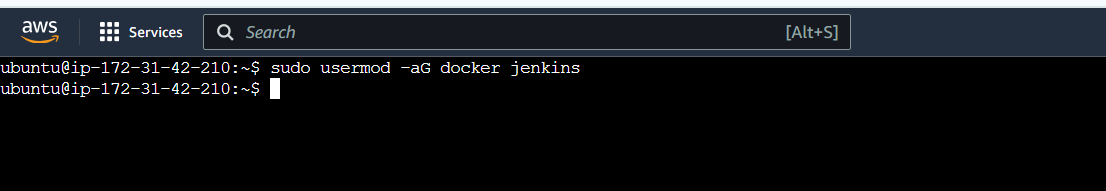 aws Services Search [Alt+S]
ubuntu@ip-172-31-42-210:~$ sudo usermod -aG docker jenkins
ubuntu@ip-172-31-42-210:~$